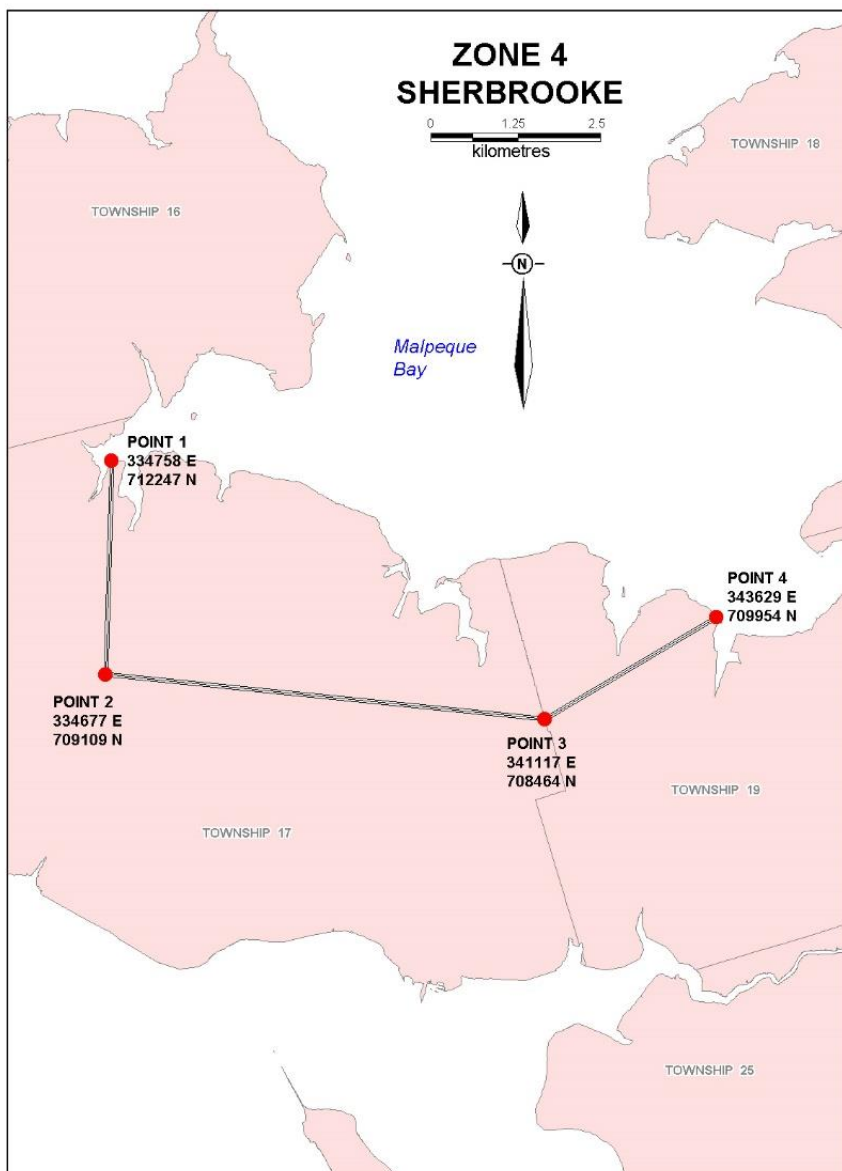 ZONE 4
SHERBROOKE
0 1.25 2.5
kilometres
TOWNSHIP 18
TOWNSHIP 16
N
Malpeque
Bay
POINT 1
334758 E
712247 N
POINT 4
343629 E
709954 N
POINT 2
334677 E
709109 N
POINT 3
341117 E
708464 N
TOWNSHIP 19
TOWNSHIP 17
TOWNSHIP 25